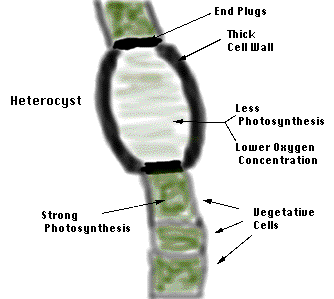 End Plugs
Thick
Cell Wall
Heterocyst
Less
Photosynthesis
Lower Oxygen
Concentration
Strong
Photosynthesis
Vegetative
Cells